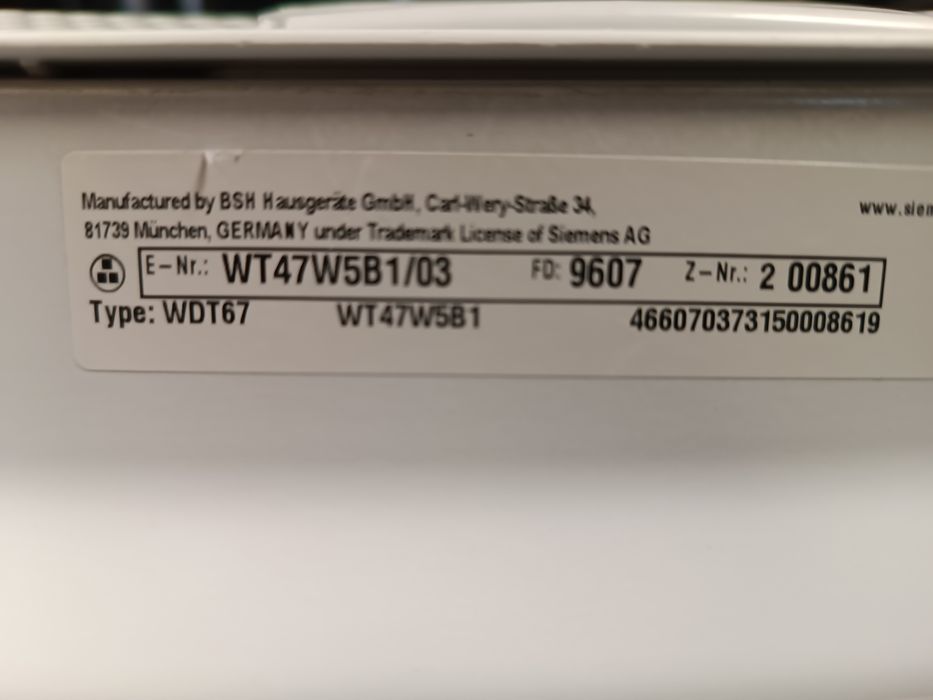 Manufactured by BSH Hausgeräte GmbH, Carl-Wery-Straße 34,
www.siem
81739 München, GERMANY under Trademark License of Siemens AG
E-Nr.: WT47W5B1/03 FD: 9607 Z-Nr.: 2 00861
Type: WDT67 WT47W5B1 466070373150008619